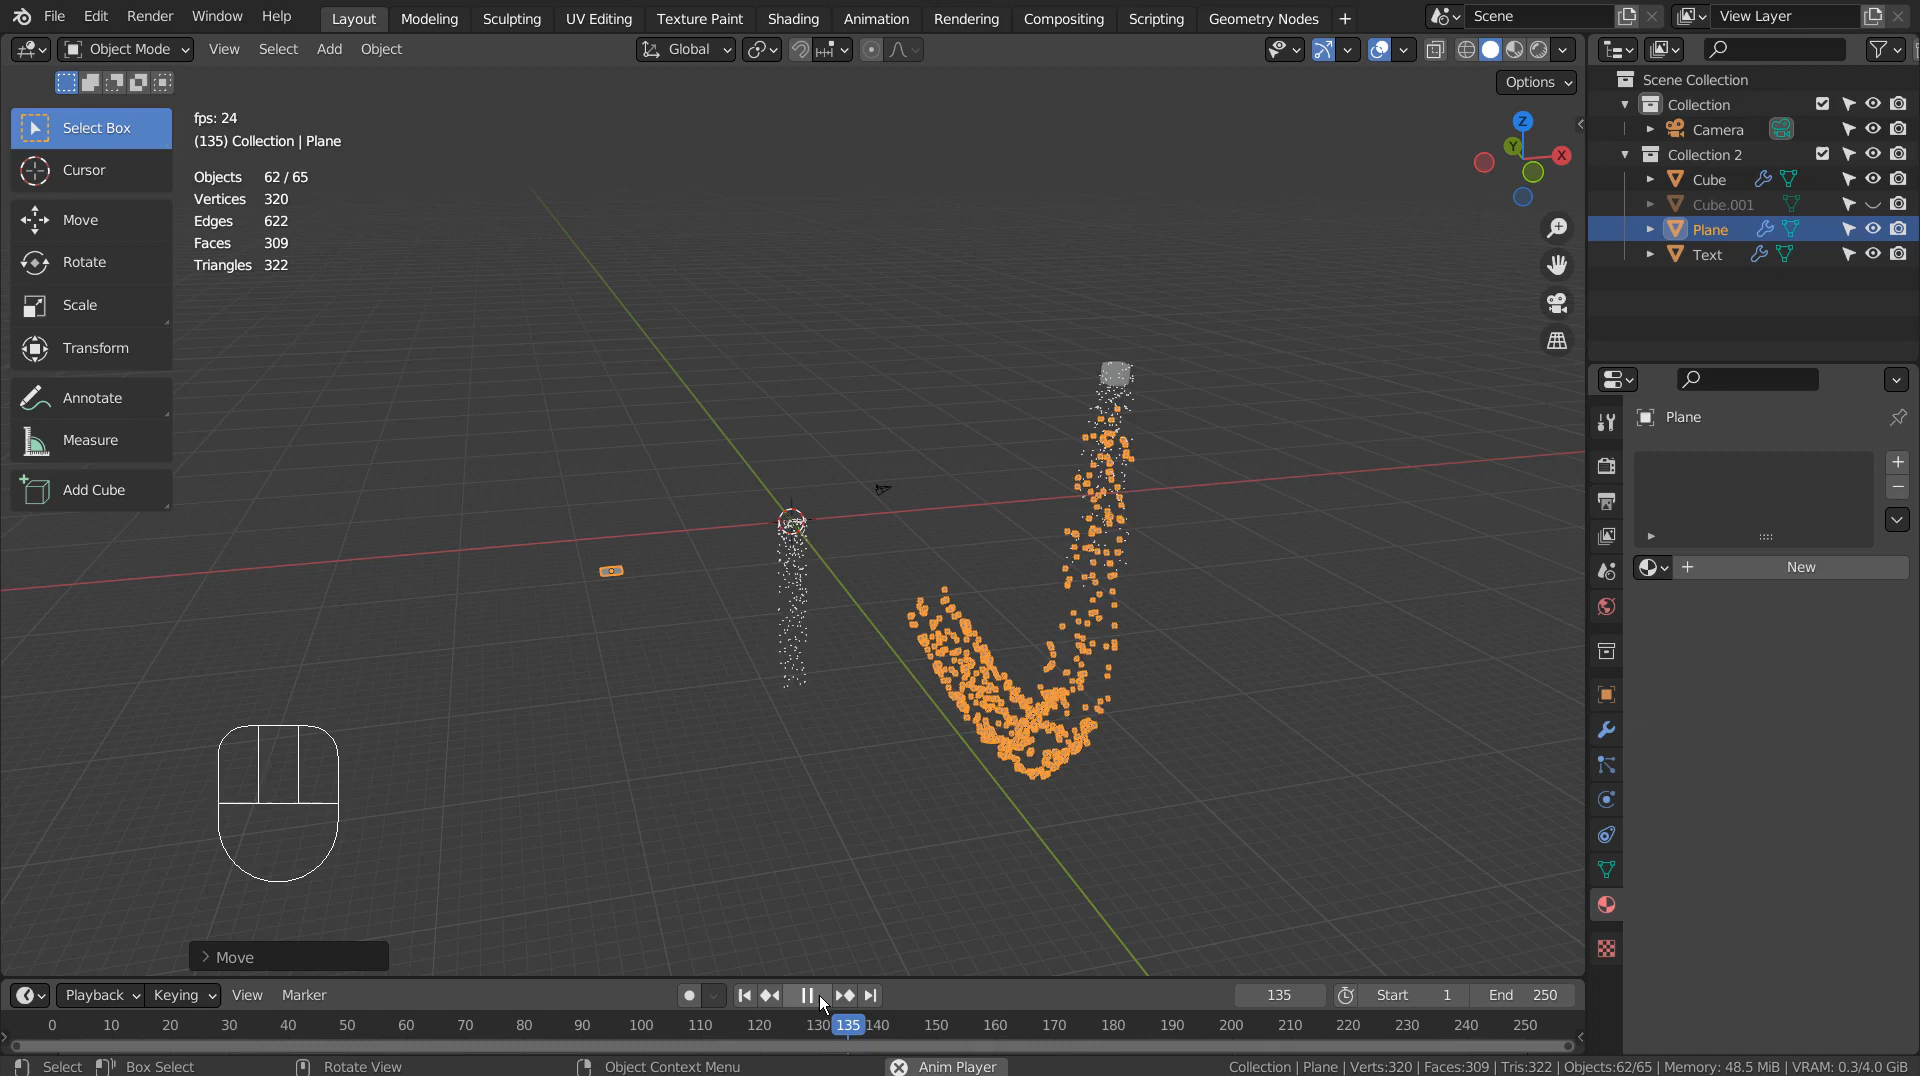 File Edit Render Window Help Layout Modeling Sculpting UV Editing Texture Paint Shading Animation Rendering Compositing Scripting Geometry Nodes + Scene View Layer
Object Mode View Select Add Object Global
Options
Select Box
Cursor
Move
Rotate
Scale
Transform
Annotate
Measure
Add Cube
fps: 24
(135) Collection | Plane
Objects 62 / 65
Vertices 320
Edges 622
Faces 309
Triangles 322
Z
Y
X
Scene Collection
Collection
Camera
Collection 2
Cube
Cube.001
Plane
Text
Plane
+ New
> Move
Playback Keying View Marker 135 Start 1 End 250
0 10 20 30 40 50 60 70 80 90 100 110 120 130 135 140 150 160 170 180 190 200 210 220 230 240 250
Select Box Select Rotate View Object Context Menu Anim Player Collection | Plane | Verts:320 | Faces:309 | Tris:322 | Objects:62/65 | Memory: 48.5 MiB | VRAM: 0.3/4.0 GiB